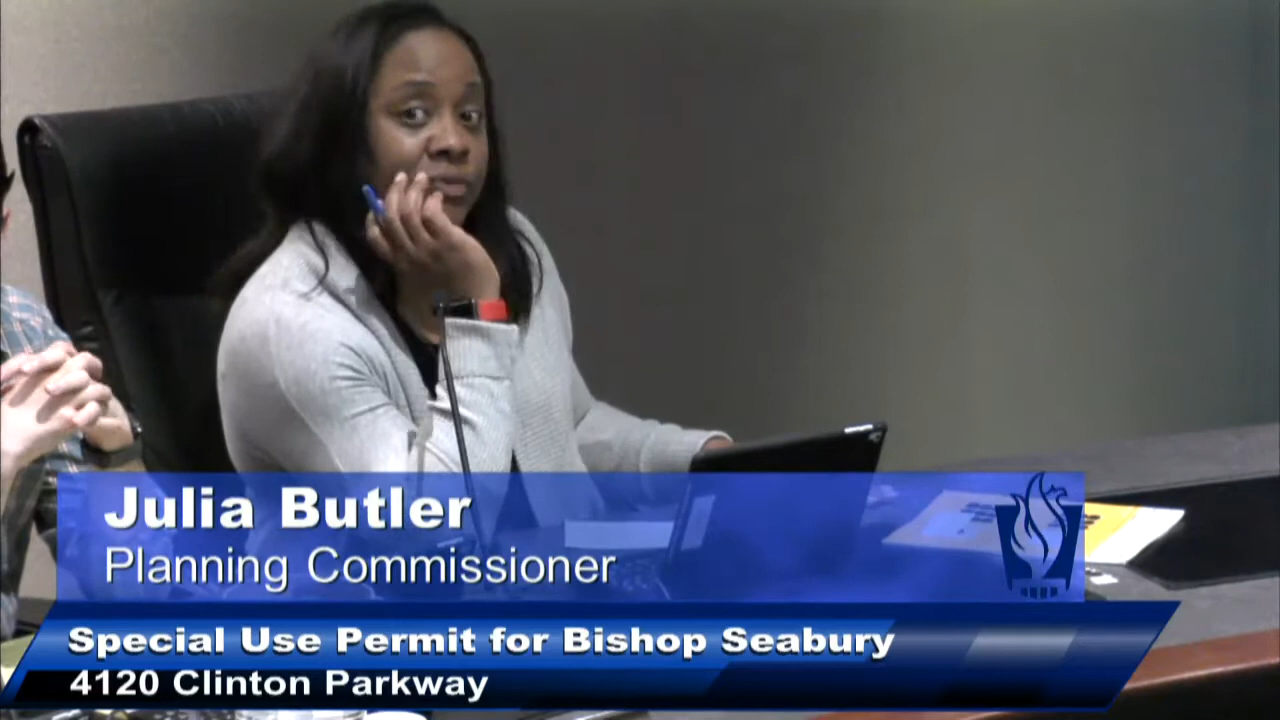 Julia Butler
Planning Commissioner
Special Use Permit for Bishop Seabury
4120 Clinton Parkway